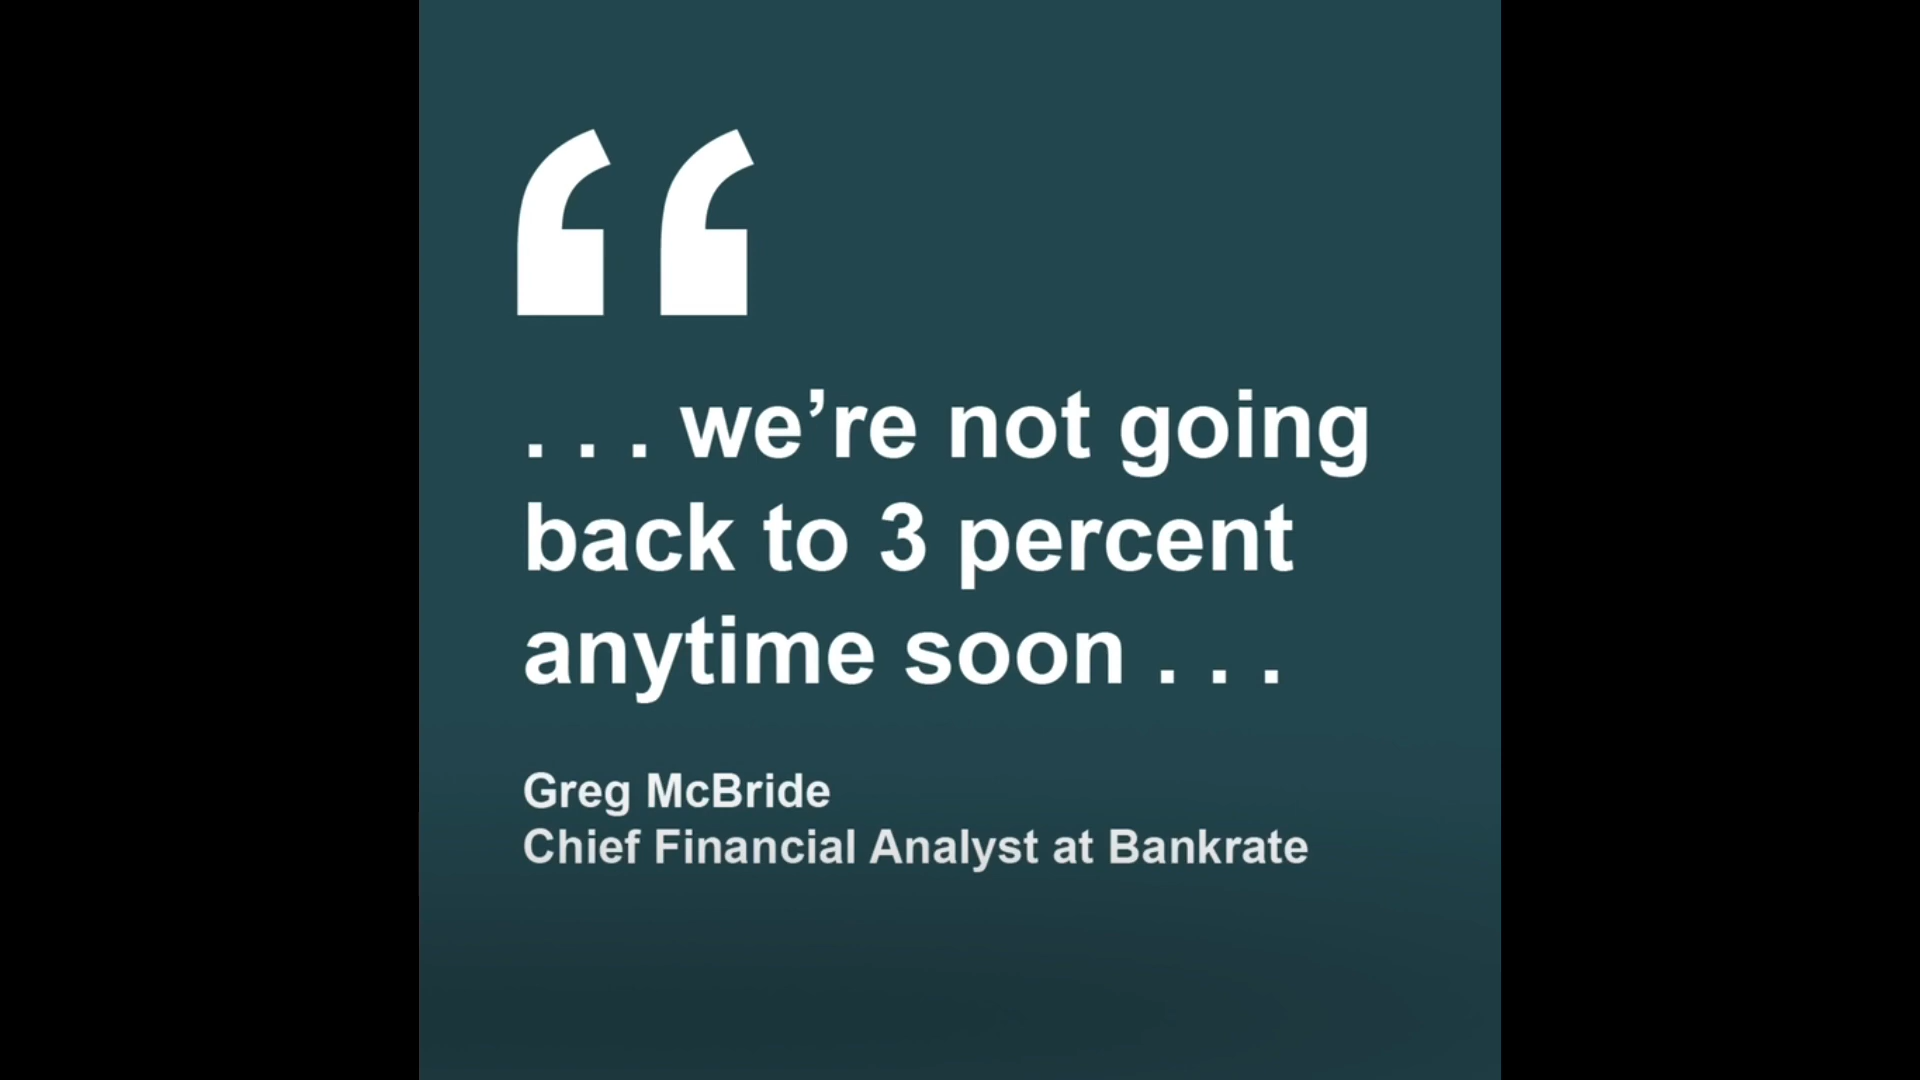 “
. . . we’re not going
back to 3 percent
anytime soon . . .
Greg McBride
Chief Financial Analyst at Bankrate